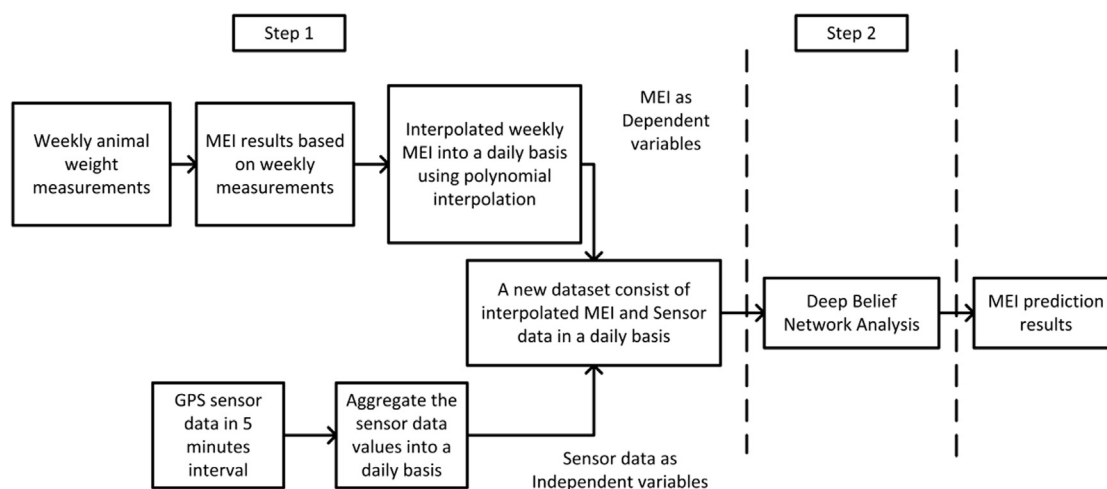 Step 1
Step 2
Weekly animal
weight
measurements
MEI results based
on weekly
measurements
Interpolated weekly
MEI into a daily basis
using polynomial
interpolation
MEI as
Dependent
variables
A new dataset consist of
interpolated MEI and Sensor
data in a daily basis
Deep Belief
Network Analysis
MEI prediction
results
GPS sensor
data in 5
minutes
interval
Aggregate the
sensor data
values into a
daily basis
Sensor data as
Independent variables